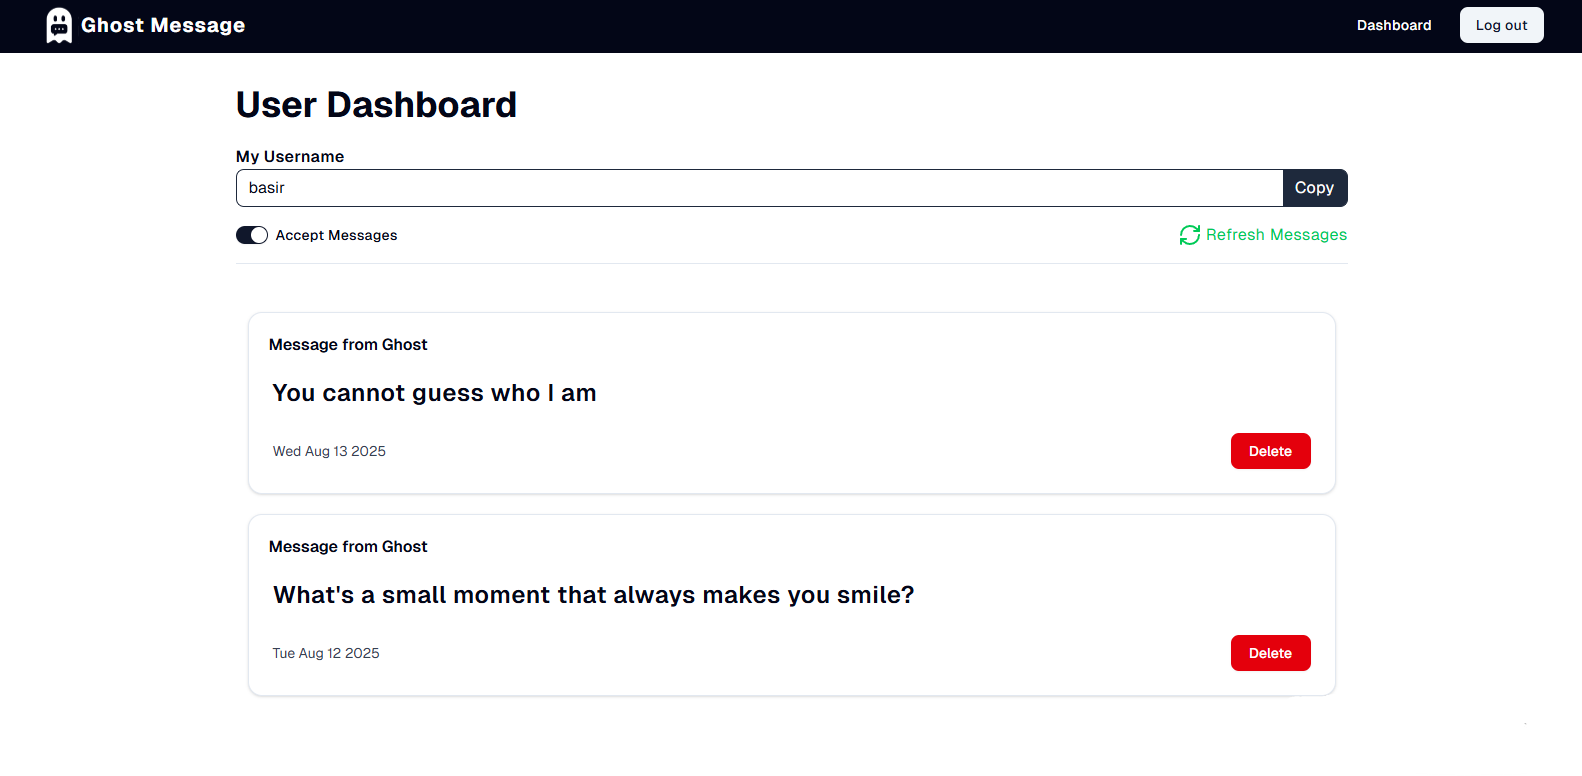 Ghost Message
Dashboard
Log out
User Dashboard
My Username
basir
Copy
Accept Messages
Refresh Messages
Message from Ghost
You cannot guess who I am
Wed Aug 13 2025
Delete
Message from Ghost
What's a small moment that always makes you smile?
Tue Aug 12 2025
Delete